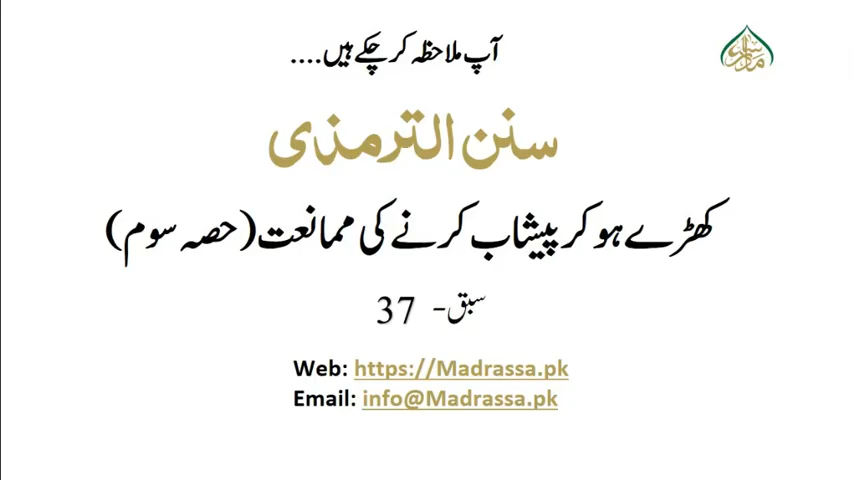 آپ ملاحظہ کر چکے ہیں....
سنن الترمذی
کھڑے ہو کر پیشاب کرنے کی ممانعت (حصہ سوم)
سبق - 37
Web: https://Madrassa.pk
Email: info@Madrassa.pk